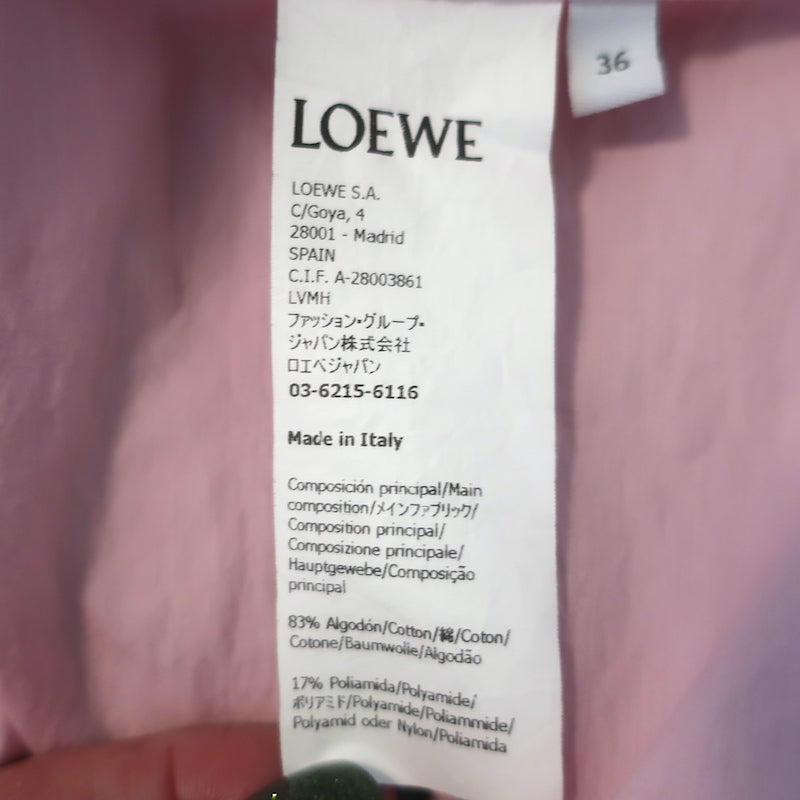 36
LOEWE
LOEWE S.A.
C/Goya, 4
28001 - Madrid
SPAIN
C.I.F. A-28003861
LVMH
ファッション・グループ・
ジャパン株式会社
ロエベジャパン
03-6215-6116
Made in Italy
Composición principal/Main
composition/メインファブリック/
Composition principal/
Composizione principale/
Hauptgewebe/Composição
principal
83% Algodón/Cotton/綿/Coton/
Cotone/Baumwolle/Algodão
17% Poliamida/Polyamide/
ポリアミド/Polyamide/Poliammide/
Polyamid oder Nylon/Poliamida